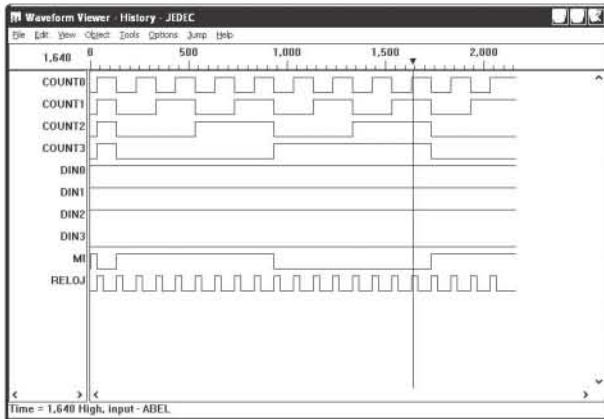 Waveform Viewer - History - JEDEC
File Edit View Object Tools Options Jump Help
1,640 0 500 1,000 1,500 2,000
COUNT0
COUNT1
COUNT2
COUNT3
DIN0
DIN1
DIN2
DIN3
MI
RELOJ
Time = 1,640 High, input - ABEL